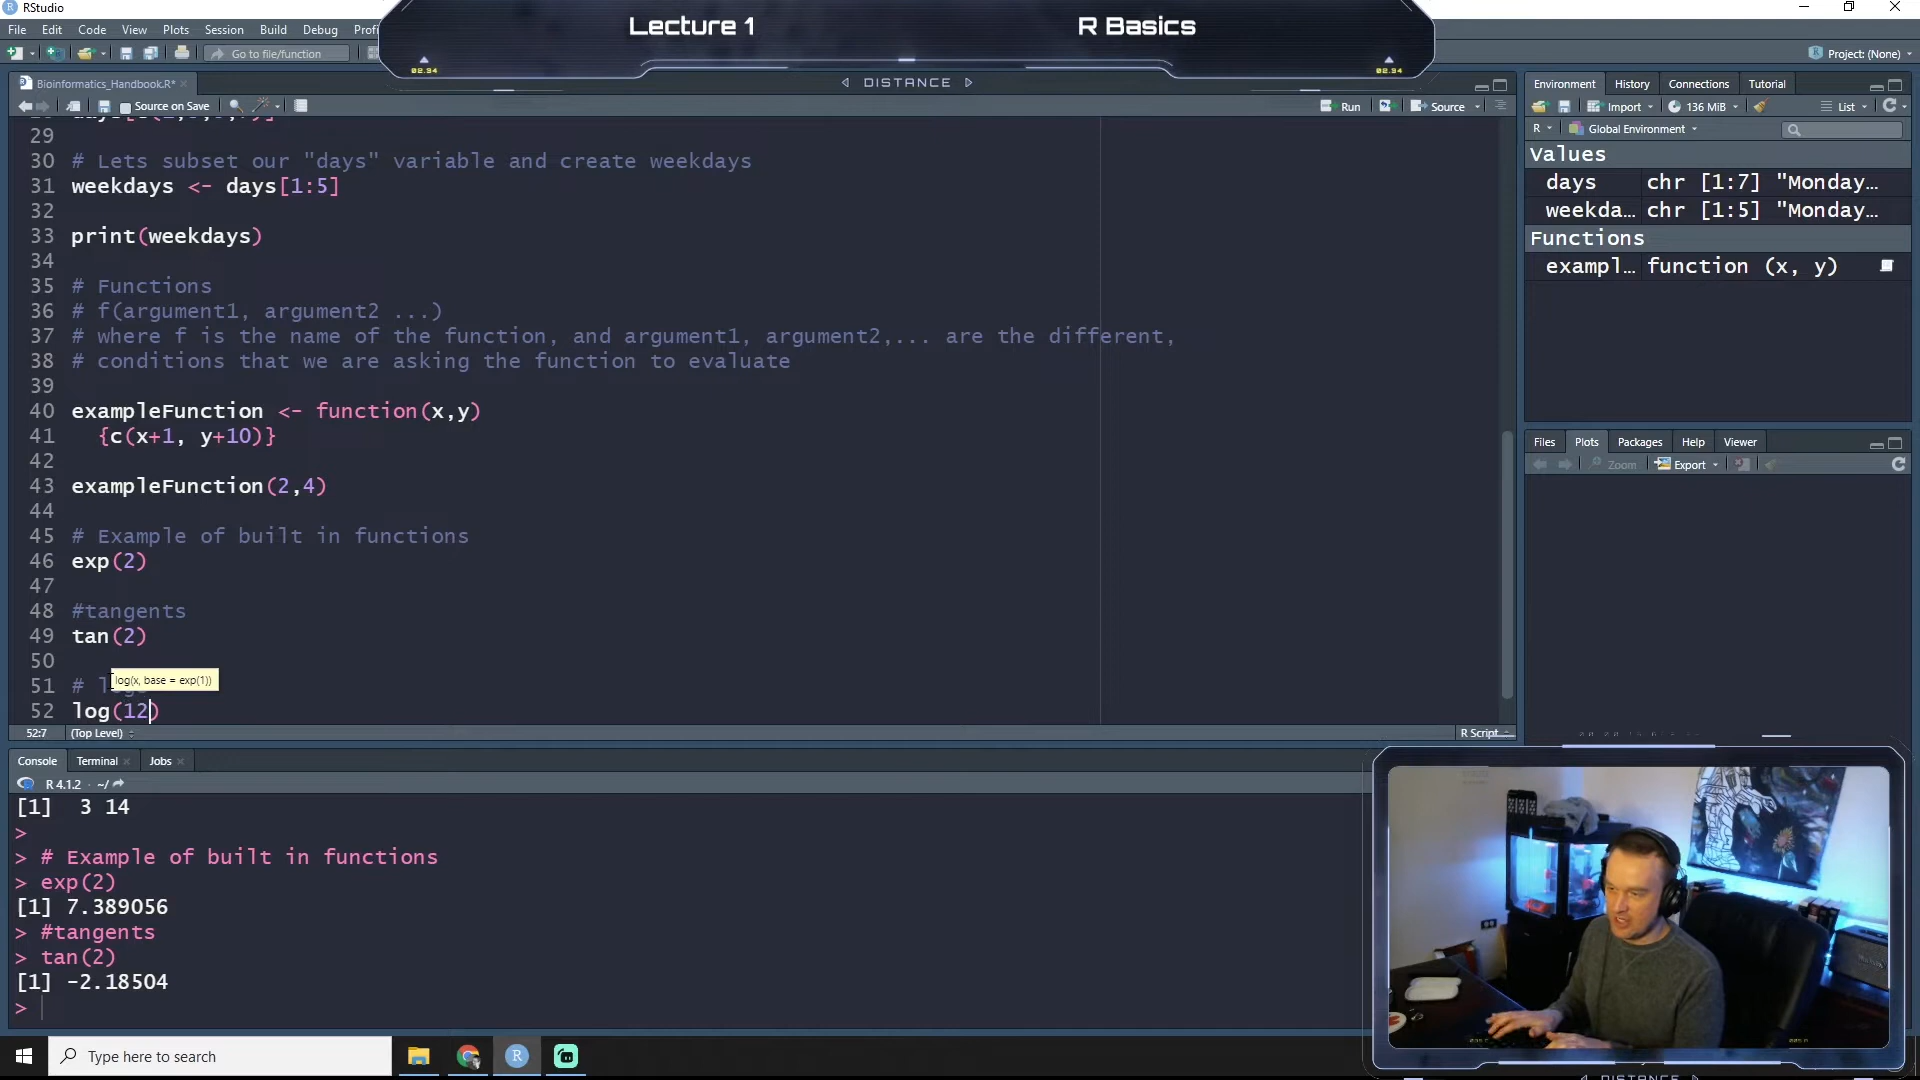 RStudio
Lecture 1
R Basics
File Edit Code View Plots Session Build Debug
Go to file/function
Project: (None)
02.94
02.94
DISTANCE
Bioinformatics_Handbook.R*
Source on Save
Run
Source
29
30 # Lets subset our "days" variable and create weekdays
31 weekdays <- days[1:5]
32
33 print(weekdays)
34
35 # Functions
36 # f(argument1, argument2 ...)
37 # where f is the name of the function, and argument1, argument2,... are the different,
38 # conditions that we are asking the function to evaluate
39
40 exampleFunction <- function(x,y)
41 {c(x+1, y+10)}
42
43 exampleFunction(2,4)
44
45 # Example of built in functions
46 exp(2)
47
48 #tangents
49 tan(2)
50
log(x, base = exp(1))
51 #
52 log(12)
52:7 (Top Level)
R Script
Console Terminal Jobs
R 4.1.2 · ~/
[1] 3 14
>
> # Example of built in functions
> exp(2)
[1] 7.389056
> #tangents
> tan(2)
[1] -2.18504
>
Environment History Connections Tutorial
Import 136 MiB List
R Global Environment
Values
days chr [1:7] "Monday…
weekda… chr [1:5] "Monday…
Functions
exampl… function (x, y)
Files Plots Packages Help Viewer
Zoom Export
Type here to search
DISTANCE